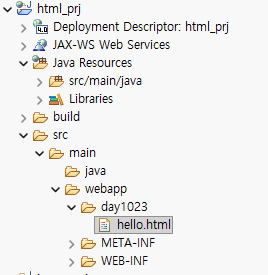 html_prj
Deployment Descriptor: html_prj
JAX-WS Web Services
Java Resources
src/main/java
Libraries
build
src
main
java
webapp
day1023
hello.html
META-INF
WEB-INF